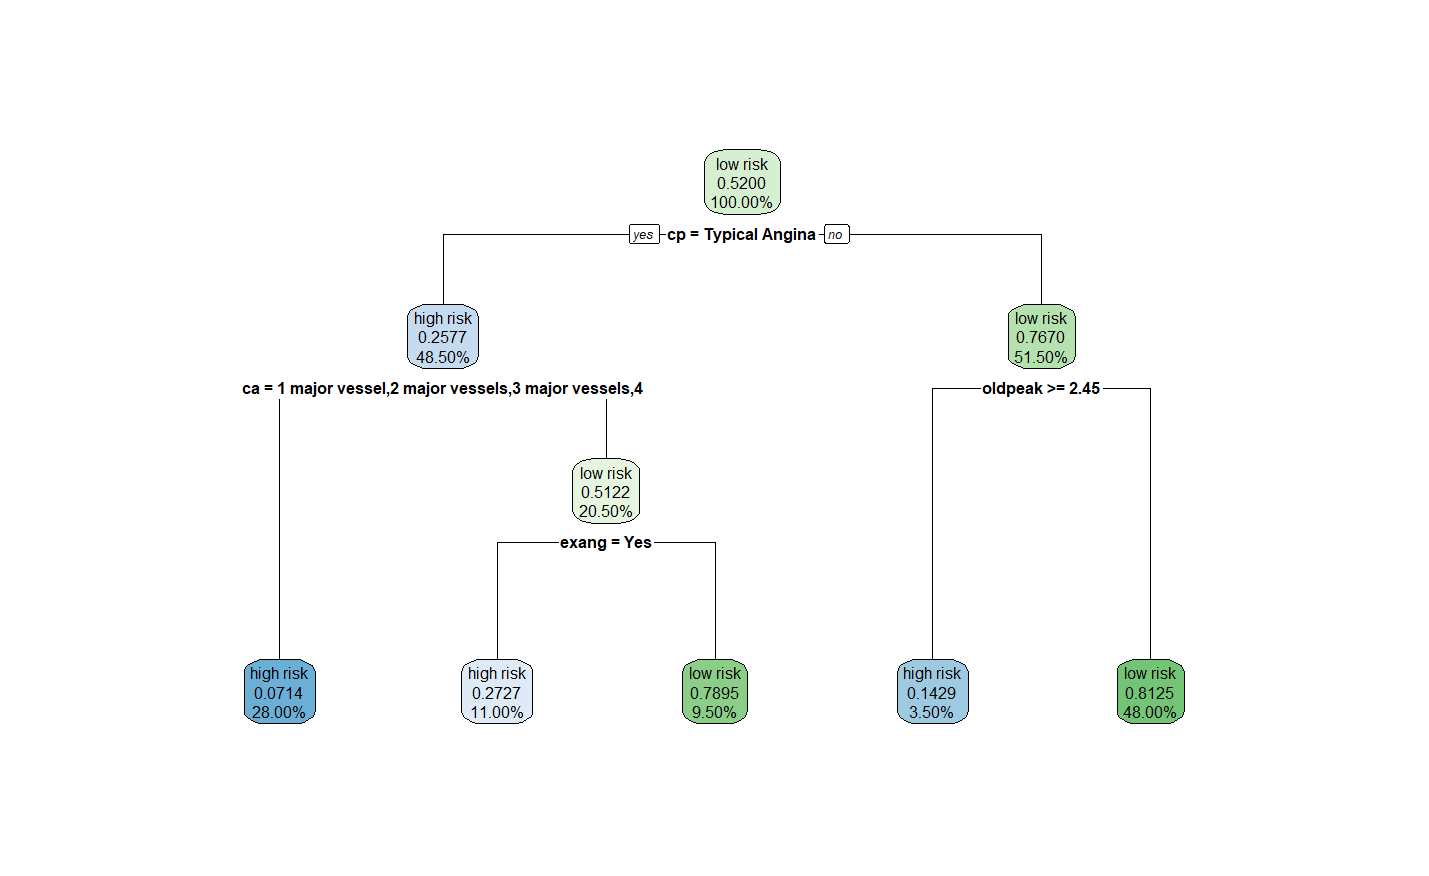 low risk
0.5200
100.00%
yes cp = Typical Angina no
high risk
0.2577
48.50%
low risk
0.7670
51.50%
ca = 1 major vessel,2 major vessels,3 major vessels,4
oldpeak >= 2.45
low risk
0.5122
20.50%
exang = Yes
high risk
0.0714
28.00%
high risk
0.2727
11.00%
low risk
0.7895
9.50%
high risk
0.1429
3.50%
low risk
0.8125
48.00%